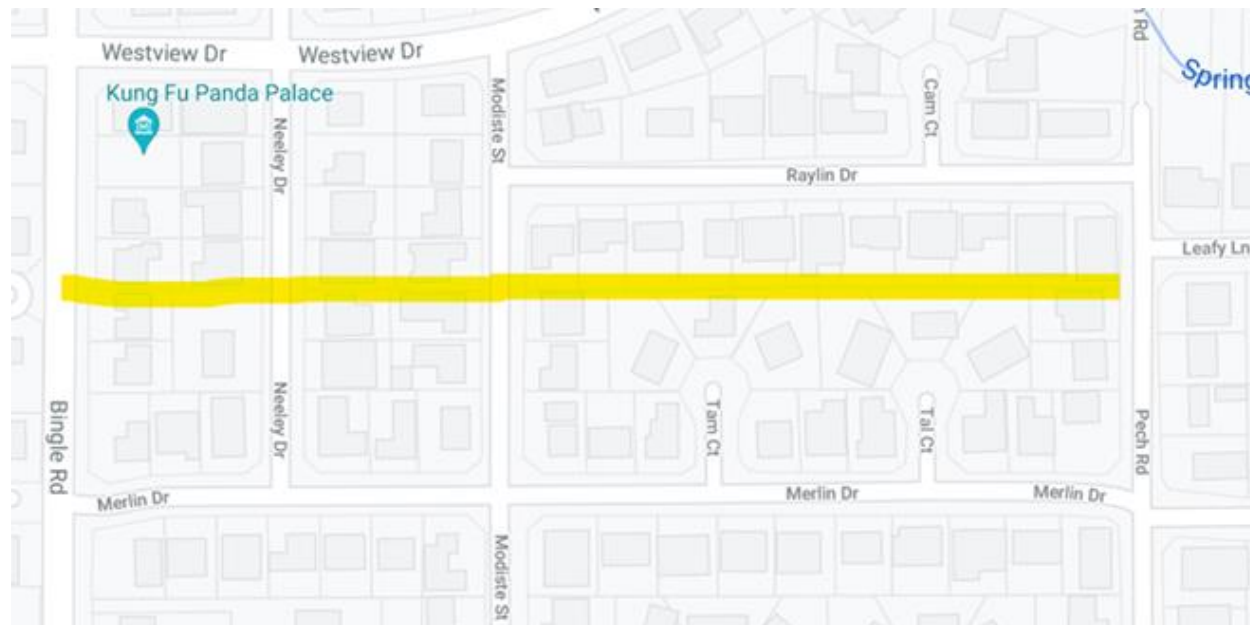 Westview Dr
Westview Dr
Rd
Kung Fu Panda Palace
Spring
Neeley Dr
Modiste St
Cam Ct
Raylin Dr
Leafy Ln
Bingle Rd
Neeley Dr
Tam Ct
Tal Ct
Pech Rd
Merlin Dr
Merlin Dr
Merlin Dr
Modiste St